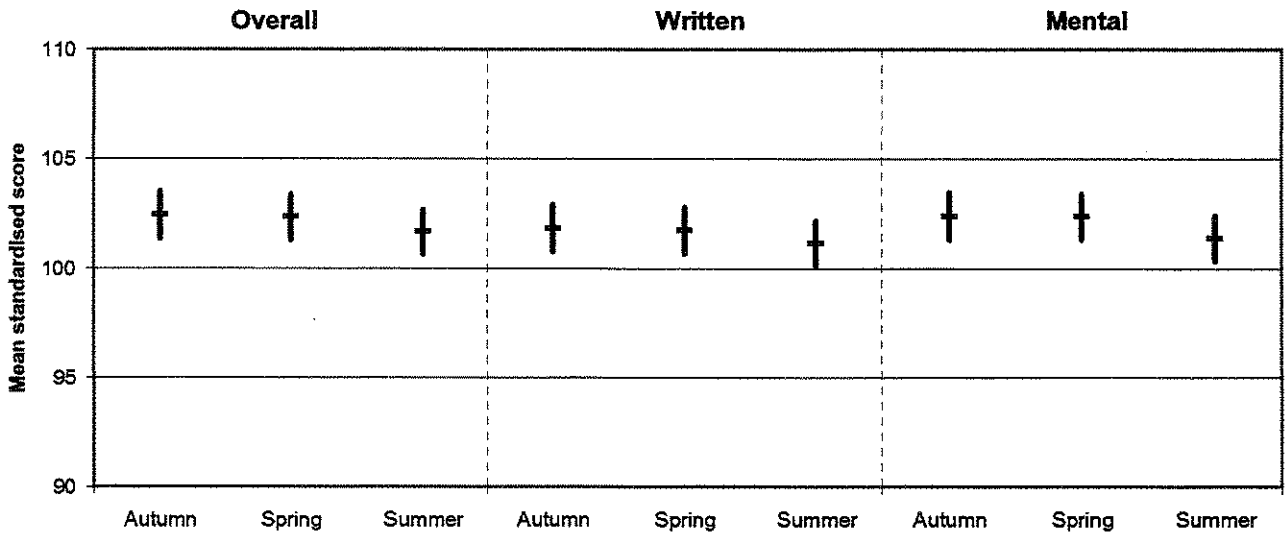 Overall Written Mental
Mean standardised score
110
105
100
95
90
Autumn Spring Summer Autumn Spring Summer Autumn Spring Summer